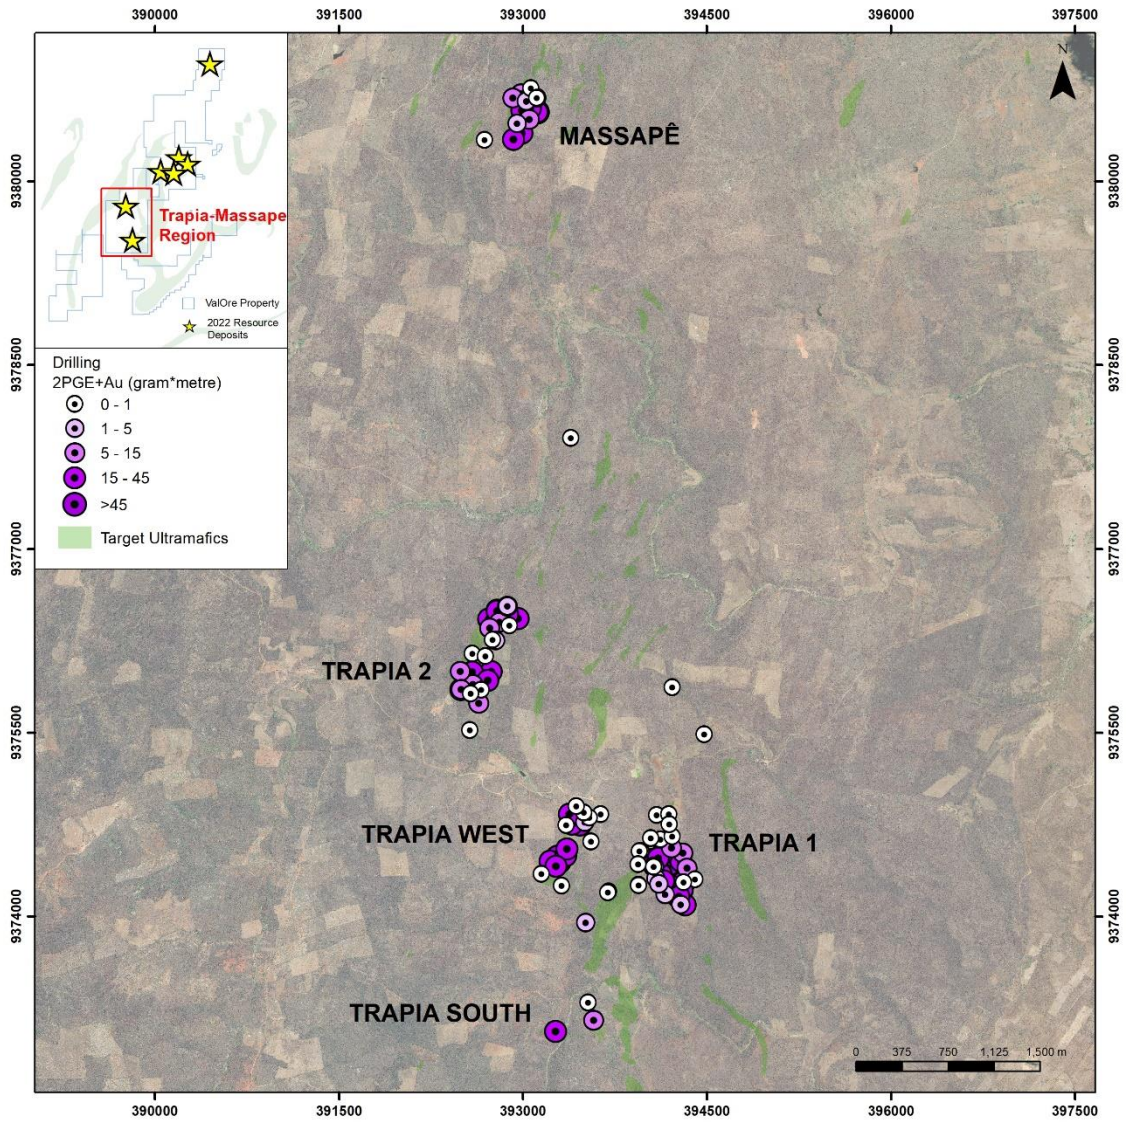 390000 391500 393000 394500 396000 397500
N
MASSAPÊ
9380000
9380000
Trapia-Massape
Region
ValOre Property
2022 Resource
Deposits
9378500
9378500
Drilling
2PGE+Au (gram*metre)
0 - 1
1 - 5
5 - 15
15 - 45
>45
Target Ultramafics
9377000
9377000
TRAPIA 2
9375500
9375500
TRAPIA WEST
TRAPIA 1
9374000
9374000
TRAPIA SOUTH
0 375 750 1,125 1,500 m
390000 391500 393000 394500 396000 397500